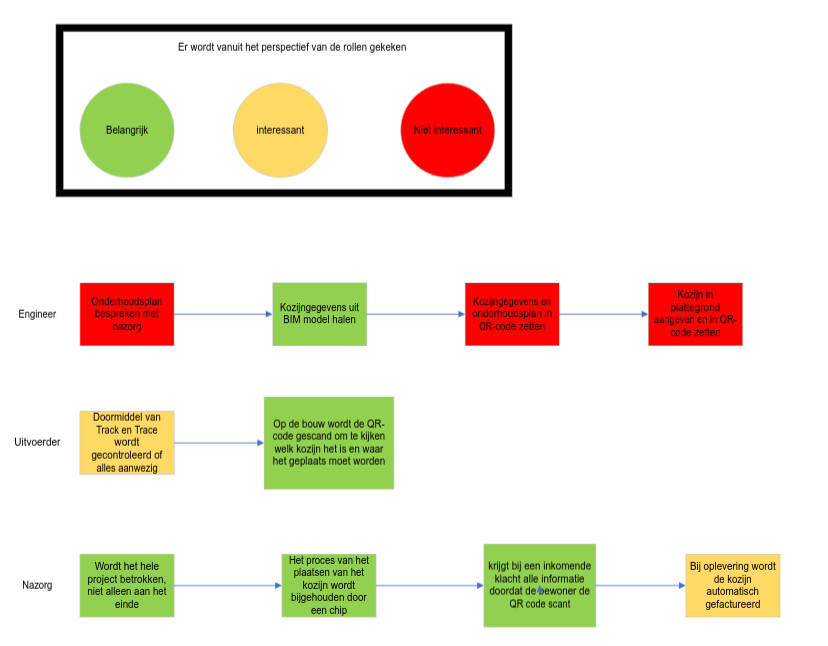 Er wordt vanuit het perspectief van de rollen gekeken
Belangrijk
interessant
Niet interessant
Engineer
Onderhoudsplan
bespreken met
nazorg
Kozijngegevens uit
BIM model halen
Kozijngegevens en
onderhoudsplan in
QR-code zetten
Kozijn in
plattegrond
aangeven en in QR-
code zetten
Uitvoerder
Doormiddel van
Track en Trace
wordt
gecontroleerd of
alles aanwezig
Op de bouw wordt de QR-
code gescand om te kijken
welk kozijn het is en waar
het geplaats moet worden
Nazorg
Wordt het hele
project betrokken,
niet alleen aan het
einde
Het proces van het
plaatsen van het
kozijn wordt
bijgehouden door
een chip
krijgt bij een inkomende
klacht alle informatie
doordat de bewoner de
QR code scant
Bij oplevering wordt
de kozijn
automatisch
gefactureerd